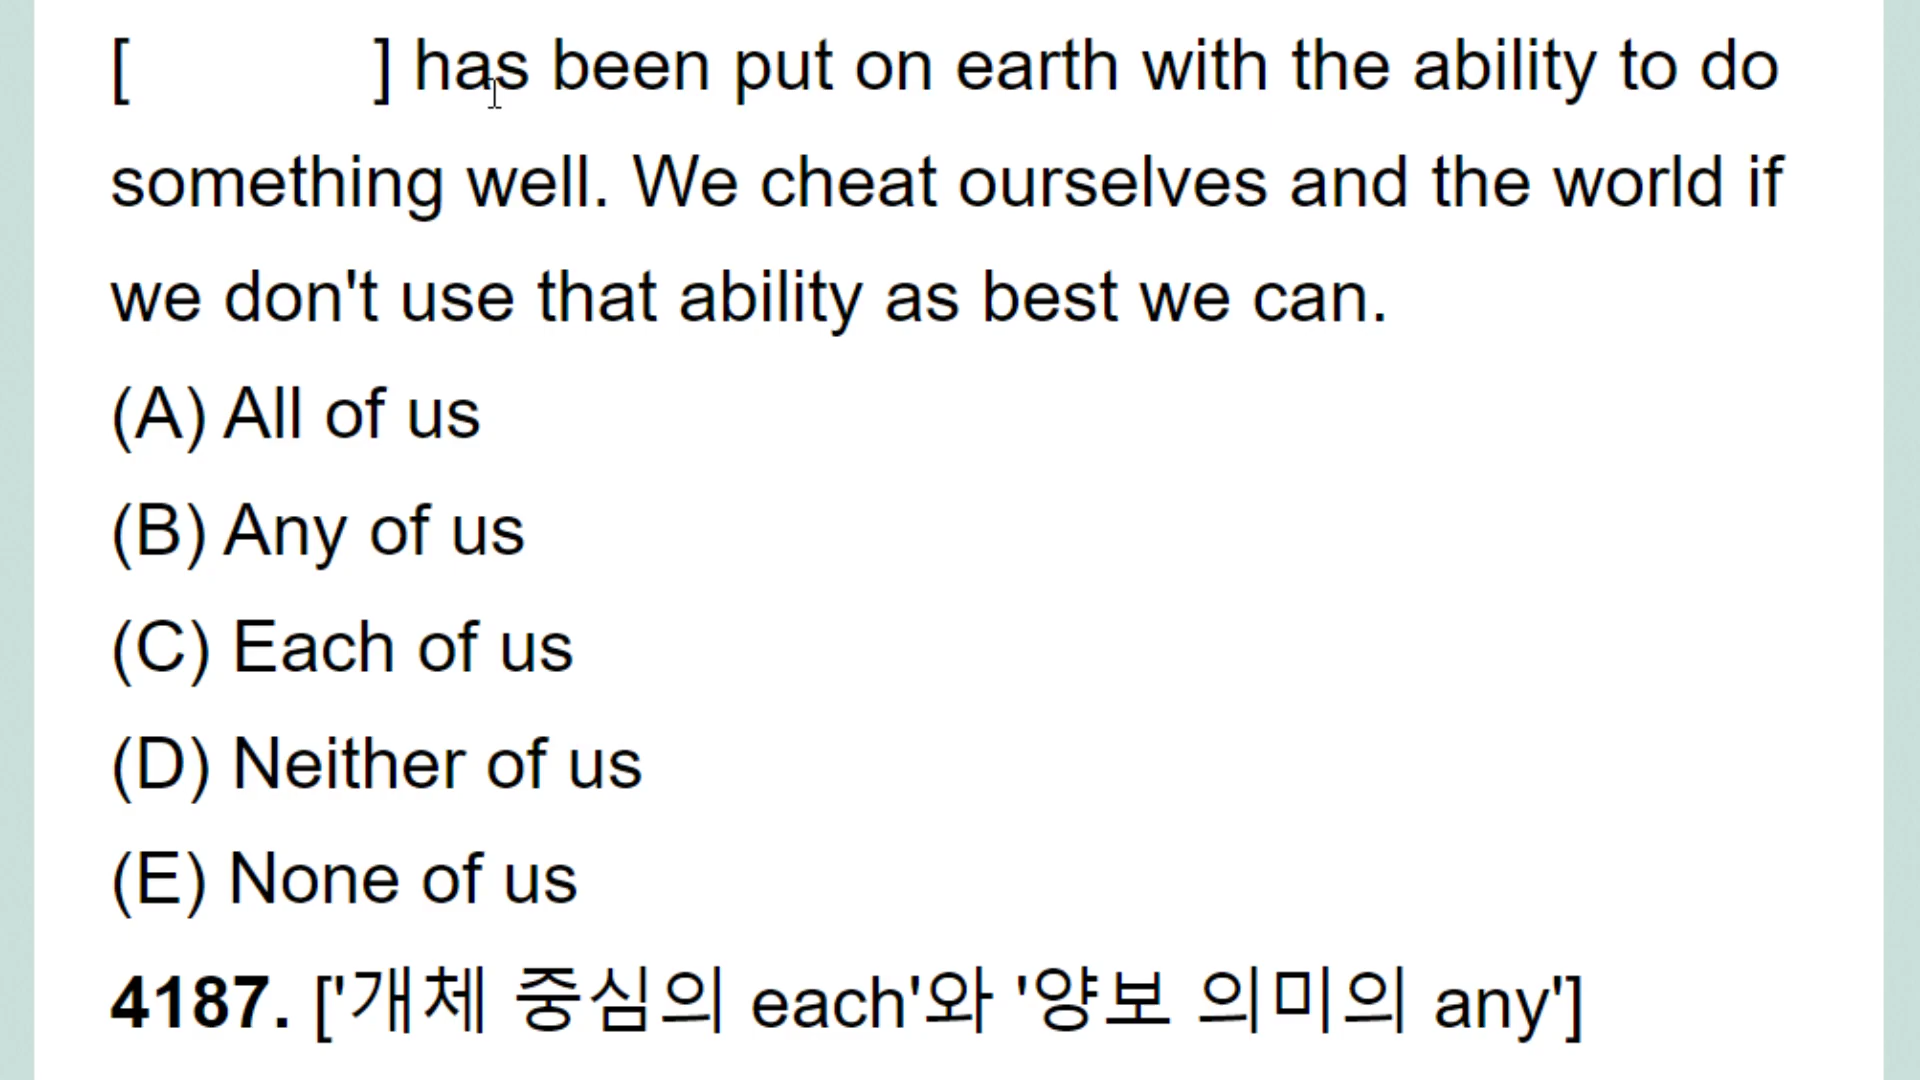 [ ] has been put on earth with the ability to do
something well. We cheat ourselves and the world if
we don't use that ability as best we can.
(A) All of us
(B) Any of us
(C) Each of us
(D) Neither of us
(E) None of us
4187. ['개체 중심의 each'와 '양보 의미의 any']